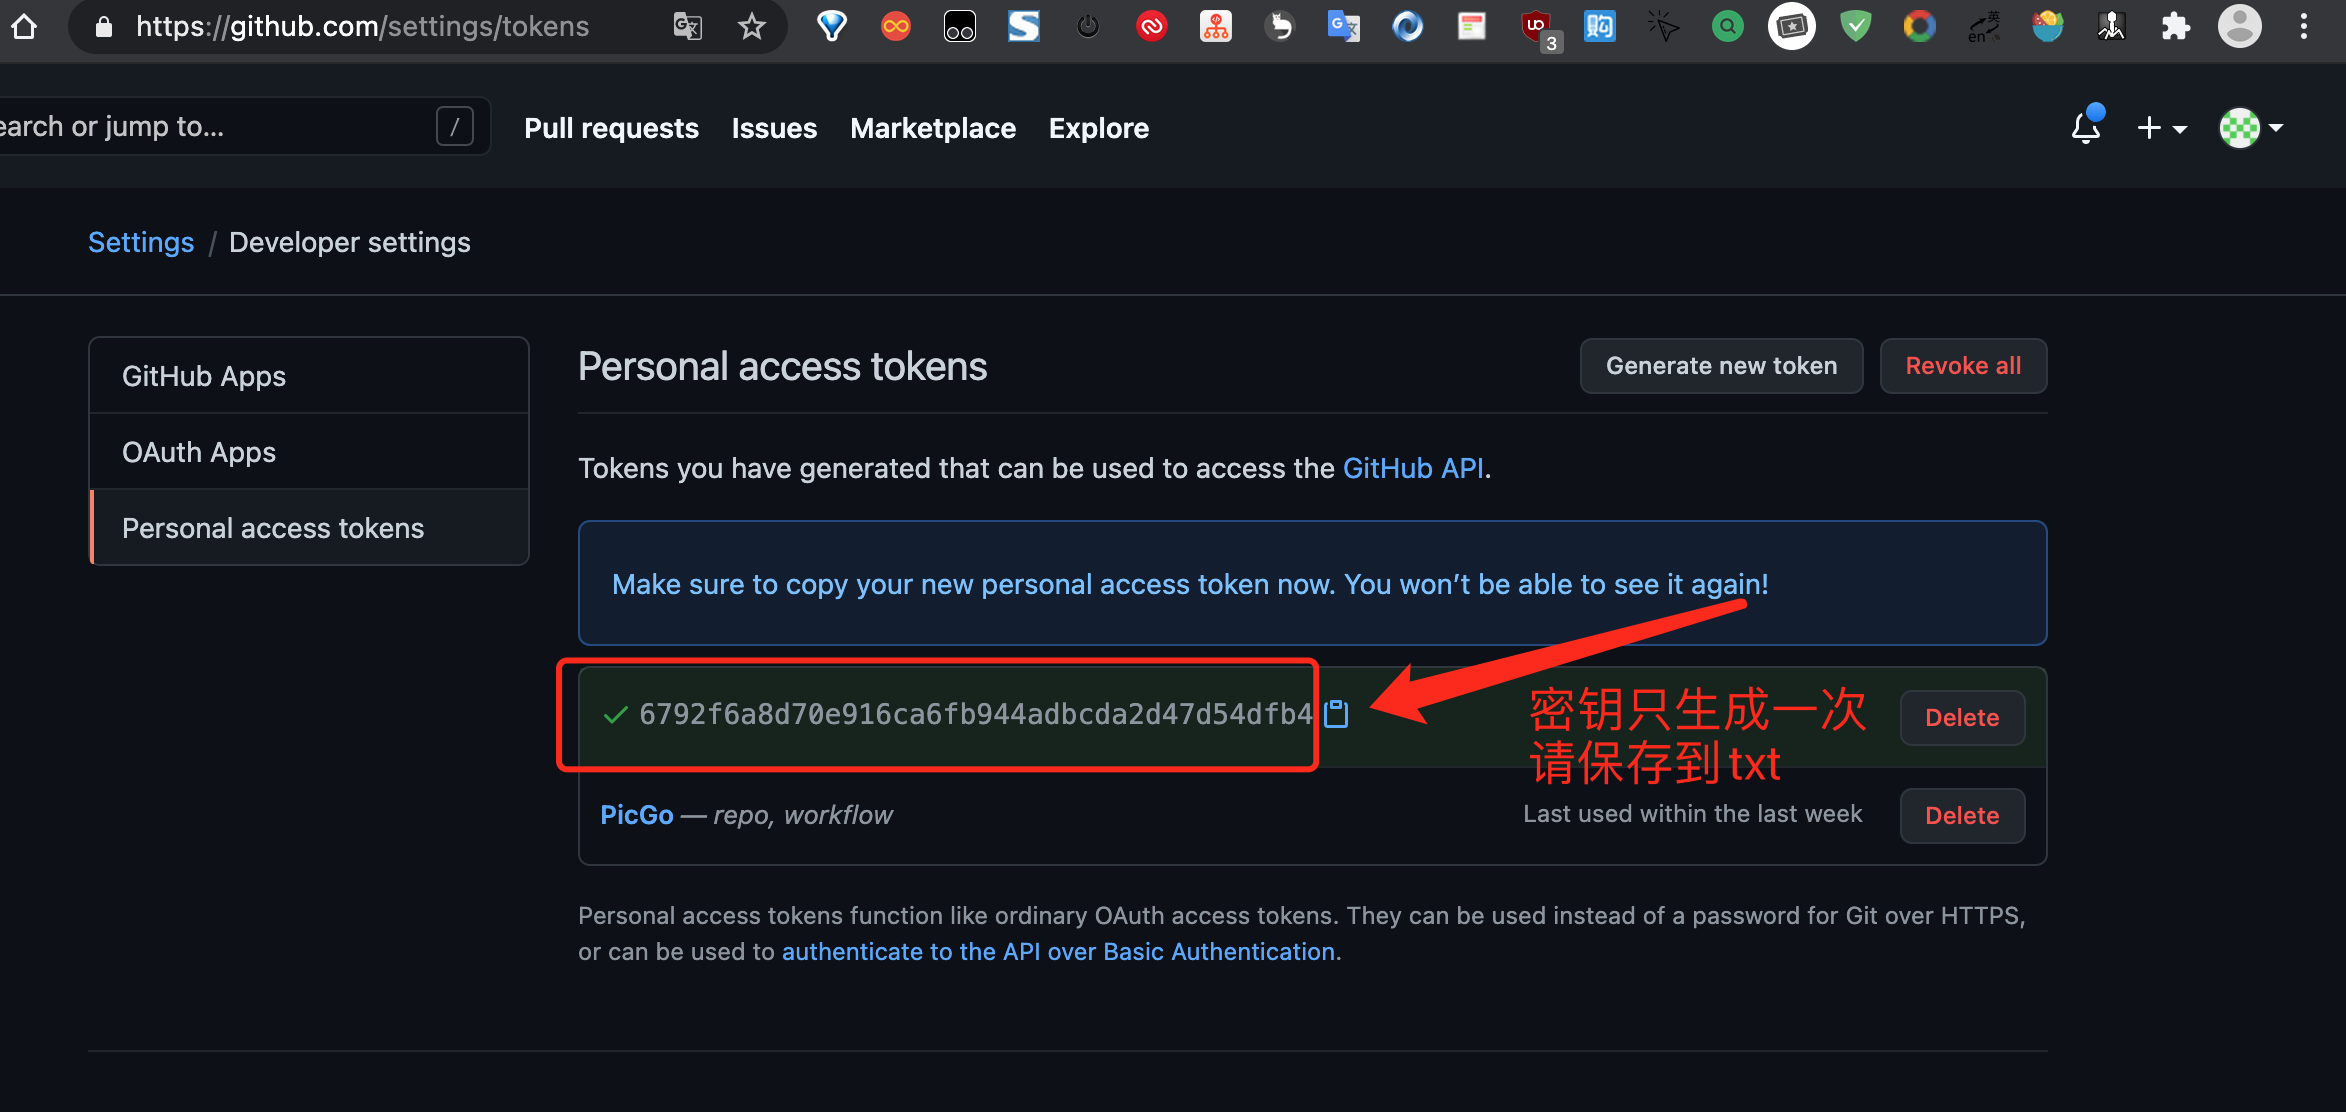 https://github.com/settings/tokens
3
earch or jump to...
/
Pull requests
Issues
Marketplace
Explore
Settings / Developer settings
GitHub Apps
OAuth Apps
Personal access tokens
Personal access tokens
Generate new token
Revoke all
Tokens you have generated that can be used to access the GitHub API.
Make sure to copy your new personal access token now. You won’t be able to see it again!
6792f6a8d70e916ca6fb944adbcda2d47d54dfb4
密钥只生成一次
请保存到txt
Delete
PicGo — repo, workflow
Last used within the last week
Delete
Personal access tokens function like ordinary OAuth access tokens. They can be used instead of a password for Git over HTTPS,
or can be used to authenticate to the API over Basic Authentication.